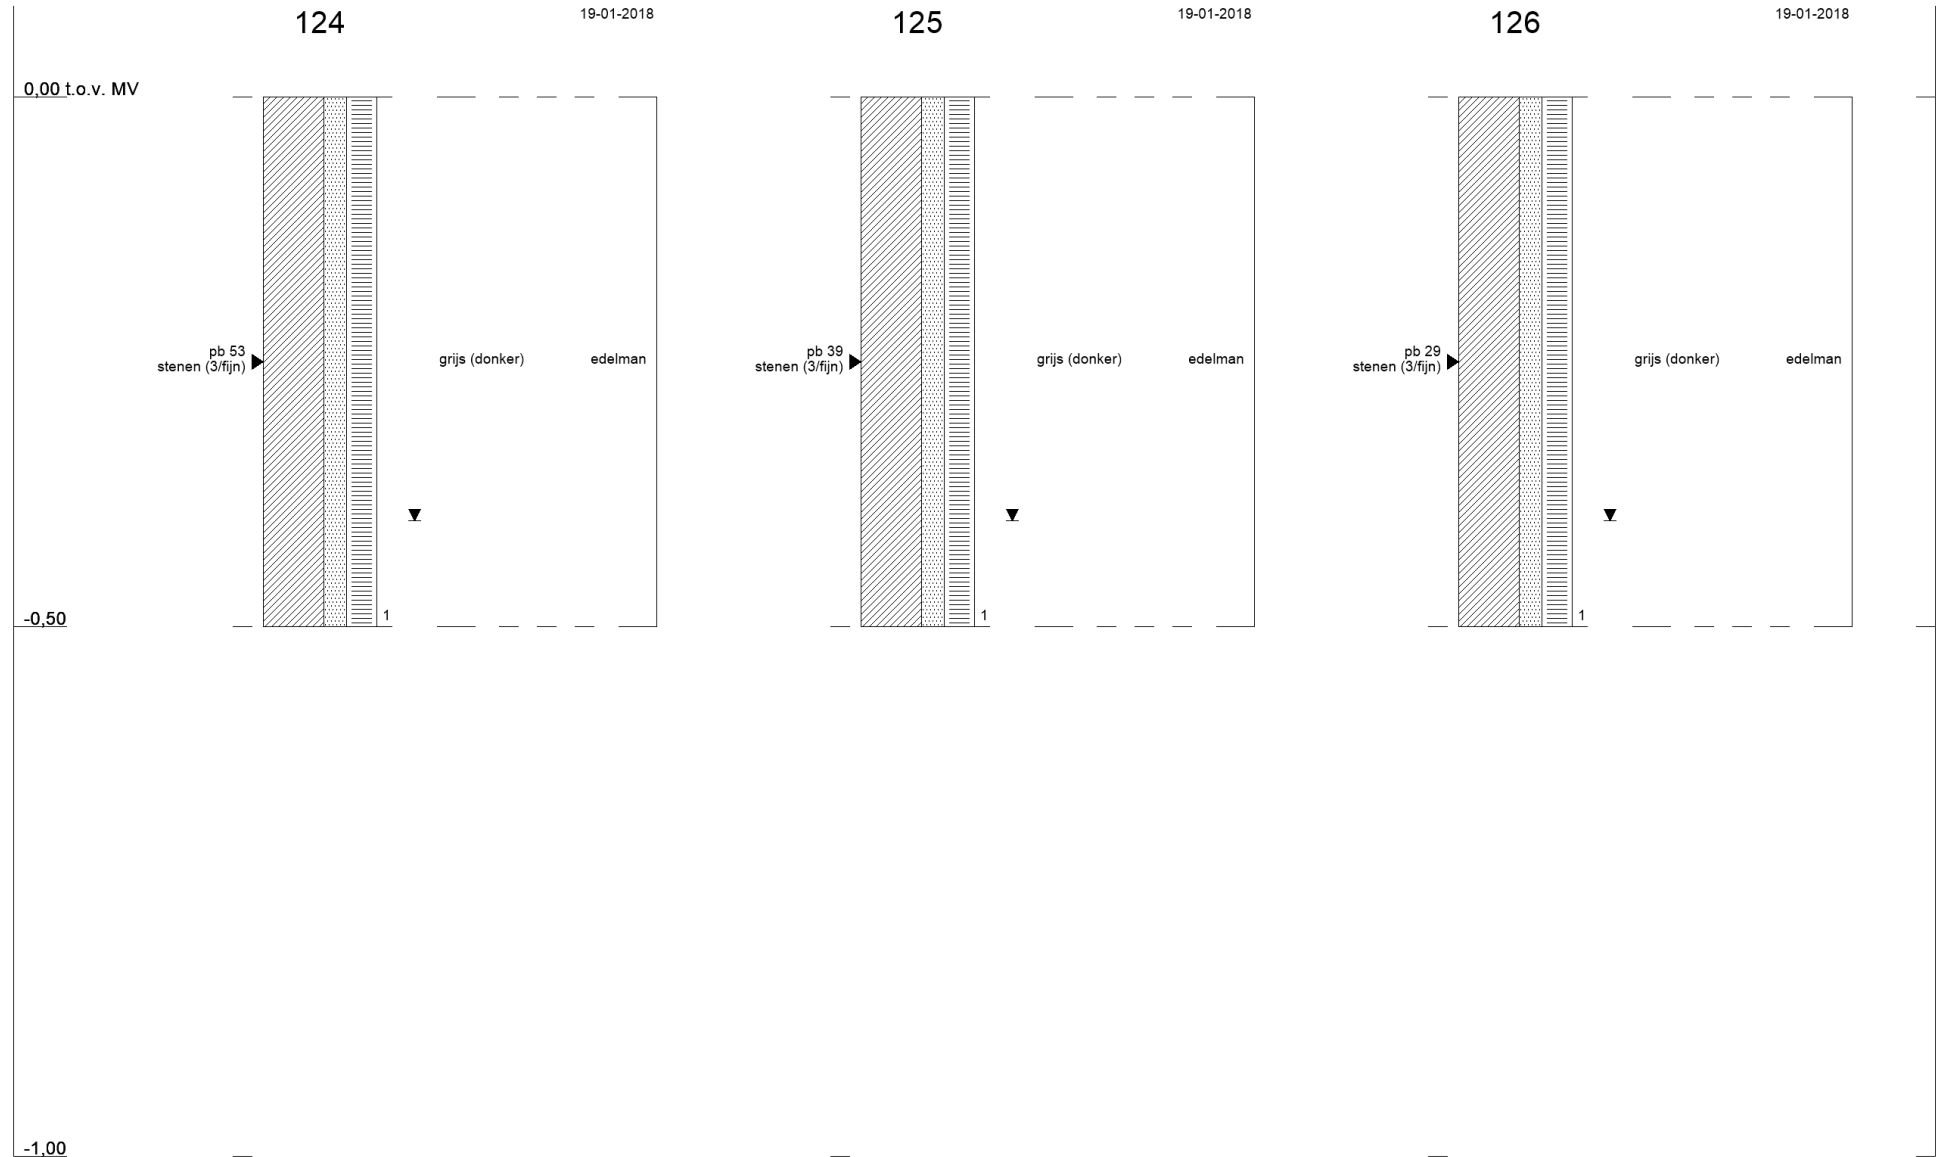 124
19-01-2018
125
19-01-2018
126
19-01-2018
0,00 t.o.v. MV
pb 53
stenen (3/fijn)
grijs (donker)
edelman
pb 39
stenen (3/fijn)
grijs (donker)
edelman
pb 29
stenen (3/fijn)
grijs (donker)
edelman
1
1
1
-0,50
-1,00